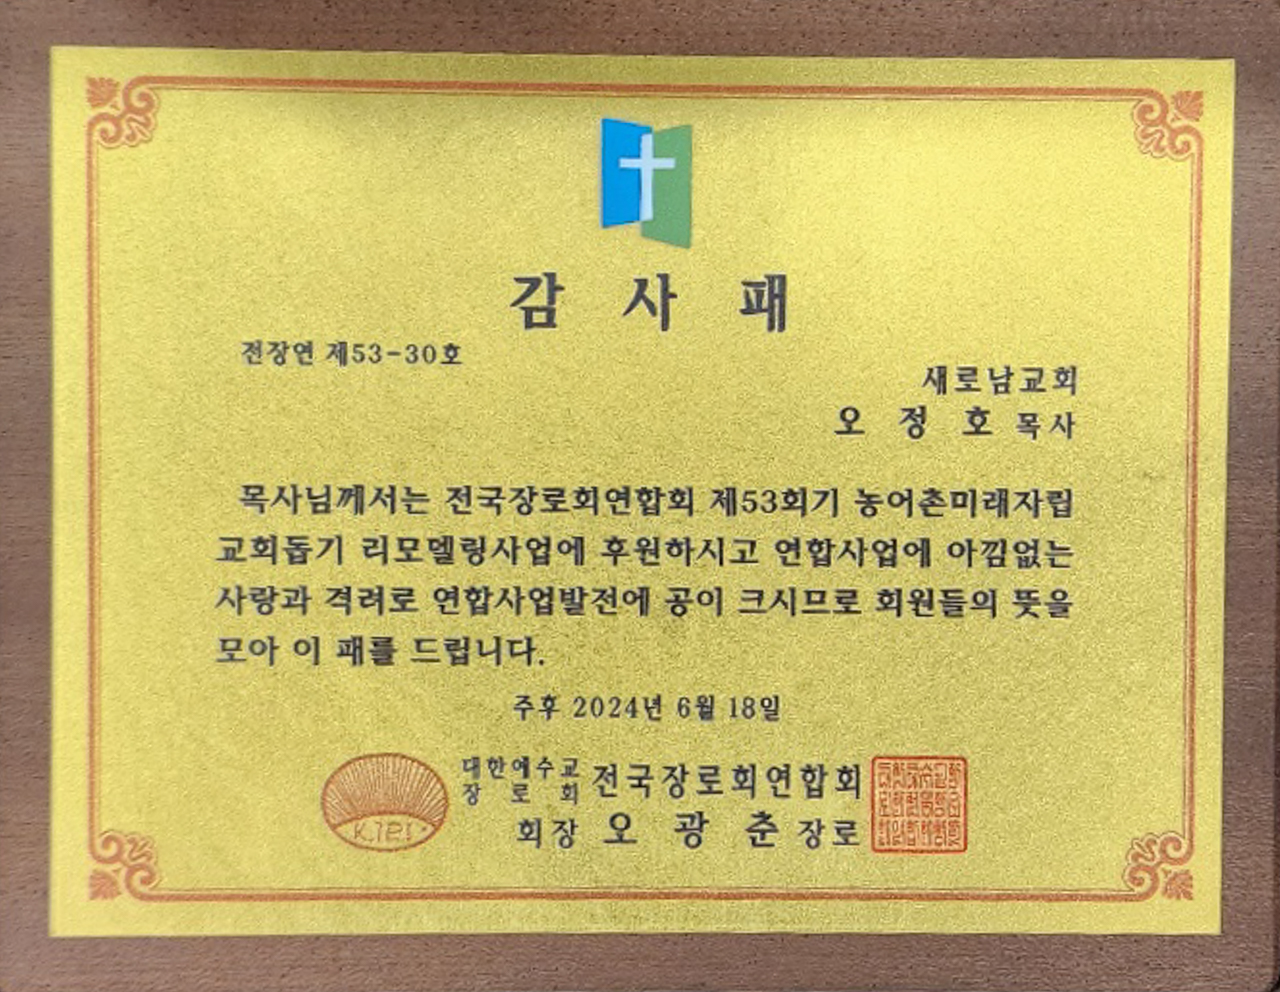 감 사 패
전장연 제53-30호
새로남교회
오 정 호 목사
목사님께서는 전국장로회연합회 제53회기 농어촌미래자립
교회돕기 리모델링사업에 후원하시고 연합사업에 아낌없는
사랑과 격려로 연합사업발전에 공이 크시므로 회원들의 뜻을
모아 이 패를 드립니다.
주후 2024년 6월 18일
대한예수교
장 로 회 전국장로회연합회
회장 오 광 춘 장로